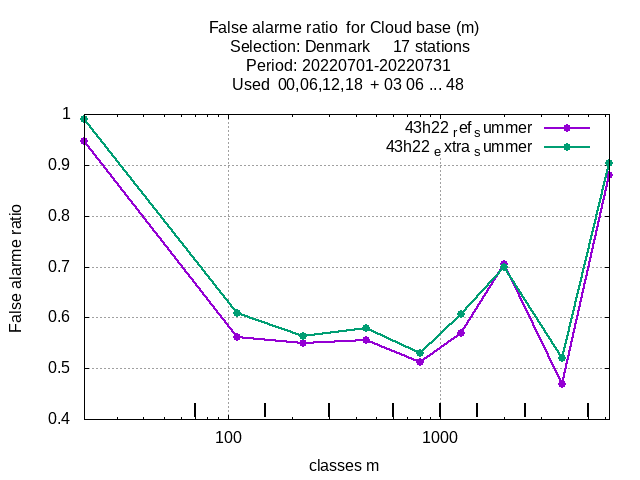 False alarme ratio for Cloud base (m)
Selection: Denmark 17 stations
Period: 20220701-20220731
Used 00,06,12,18 + 03 06 ... 48
43h22 ref summer
43h22 extra summer
1
0.9
0.8
0.7
0.6
0.5
0.4
False alarme ratio
100
1000
classes m